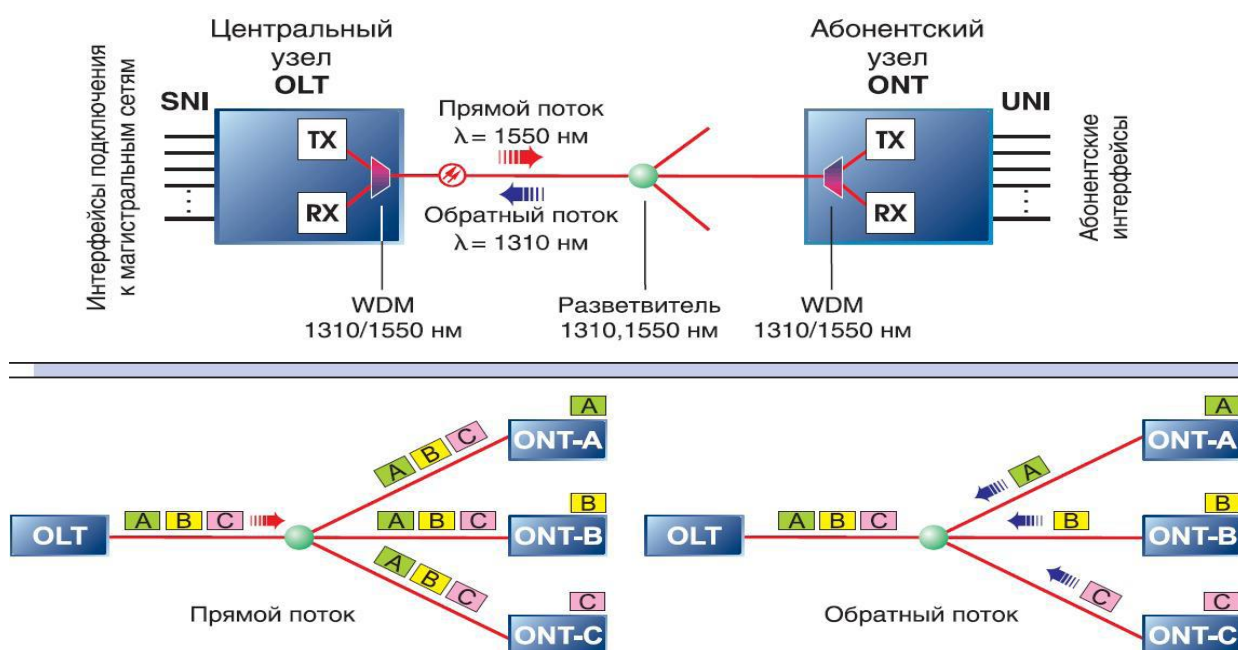 Центральный
узел
OLT
Абонентский
узел
ONT
Интерфейсы подключения
к магистральным сетям
SNI
TX
RX
Прямой поток
λ = 1550 нм
Обратный поток
λ = 1310 нм
TX
RX
UNI
Абонентские
интерфейсы
WDM
1310/1550 нм
Разветвитель
1310,1550 нм
WDM
1310/1550 нм
OLT
A B C
A B C
A B C
A B C
A
ONT-A
B
ONT-B
C
ONT-C
Прямой поток
OLT
A B C
A
B
C
A
ONT-A
B
ONT-B
C
ONT-C
Обратный поток